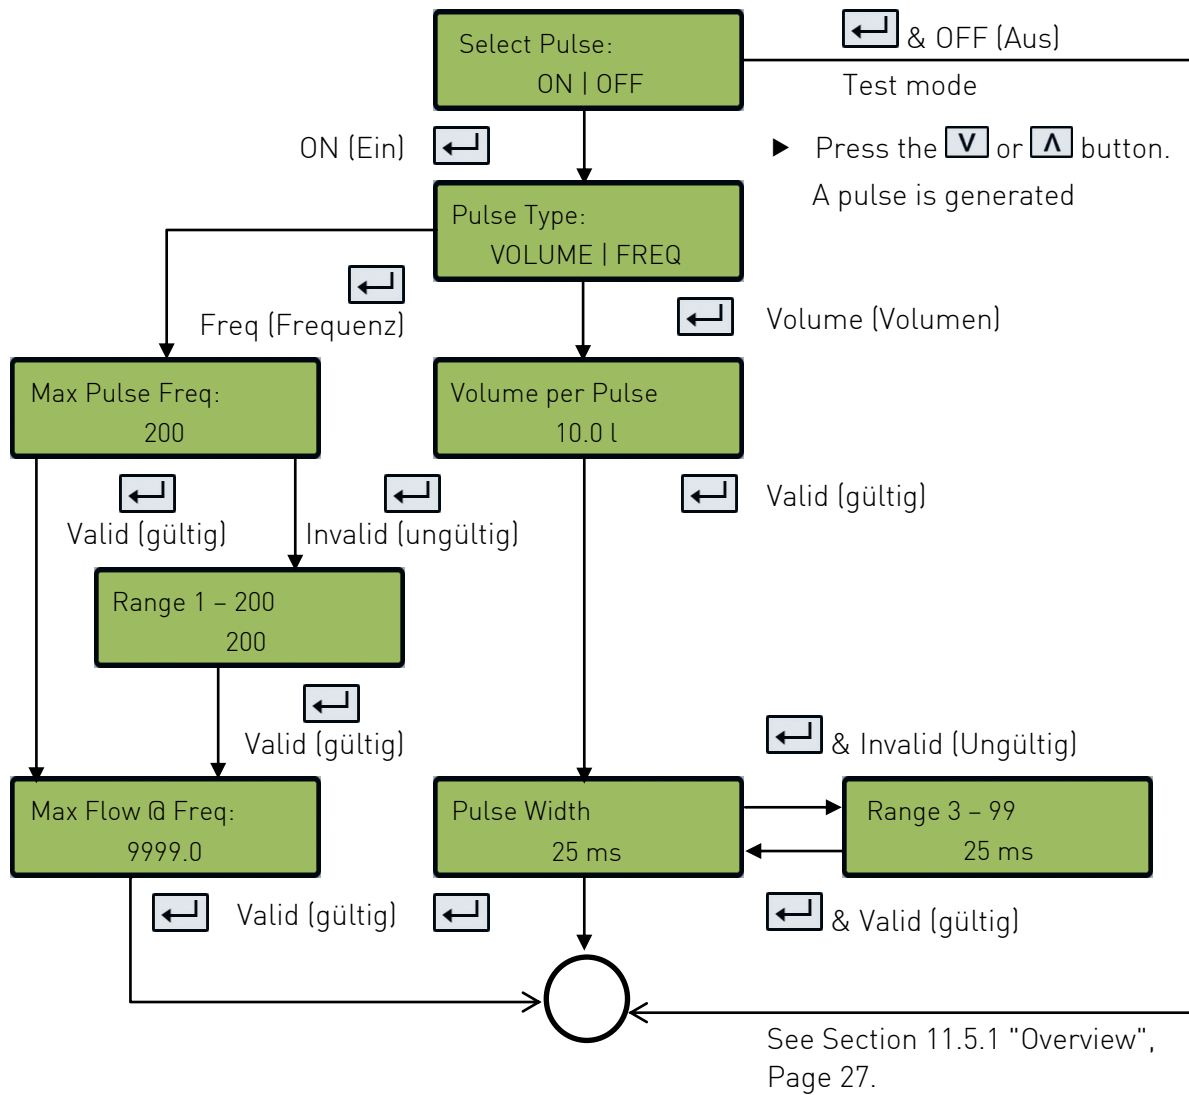 Select Pulse:
ON | OFF
& OFF (Aus)
Test mode
ON (Ein)
Press the V or Λ button.
A pulse is generated
Pulse Type:
VOLUME | FREQ
Freq (Frequenz)
Volume (Volumen)
Max Pulse Freq:
200
Volume per Pulse
10.0 l
Valid (gültig)
Invalid (ungültig)
Valid (gültig)
Range 1 – 200
200
Valid (gültig)
& Invalid (Ungültig)
Max Flow @ Freq:
9999.0
Pulse Width
25 ms
Range 3 – 99
25 ms
Valid (gültig)
& Valid (gültig)
See Section 11.5.1 "Overview",
Page 27.